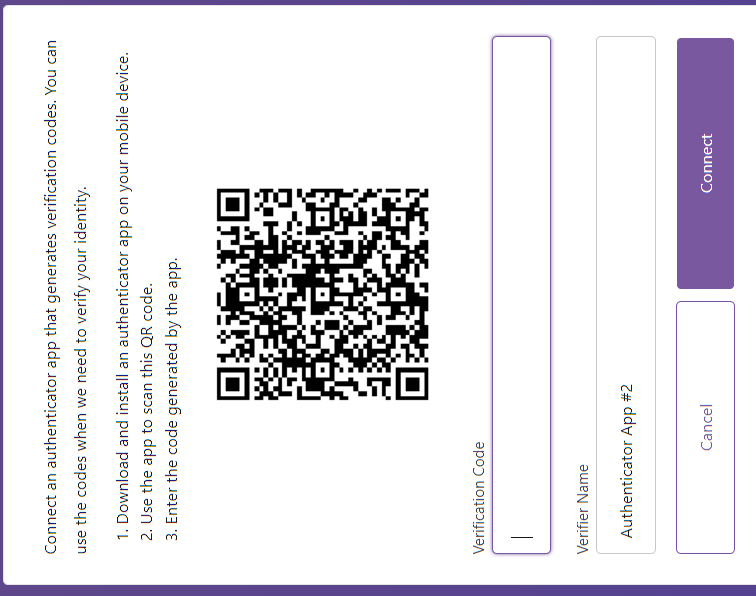 Connect an authenticator app that generates verification codes. You can
use the codes when we need to verify your identity.
1. Download and install an authenticator app on your mobile device.
2. Use the app to scan this QR code.
3. Enter the code generated by the app.
Verification Code
Verifier Name
Authenticator App #2
Cancel
Connect